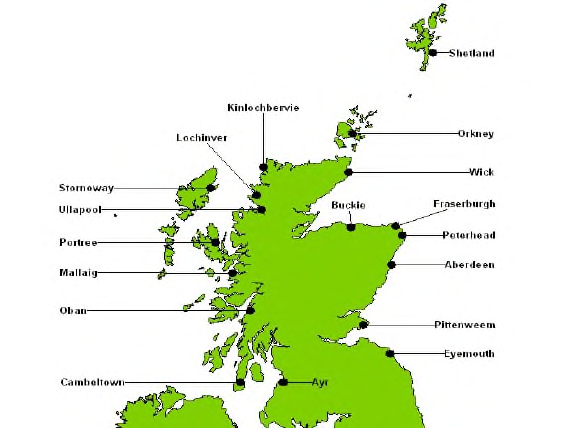 Shetland
Kinlochbervie
Lochinver
Orkney
Wick
Stornoway
Ullapool
Buckie
Fraserburgh
Portree
Peterhead
Mallaig
Aberdeen
Oban
Pittenweem
Eyemouth
Cambeltown
Ayr